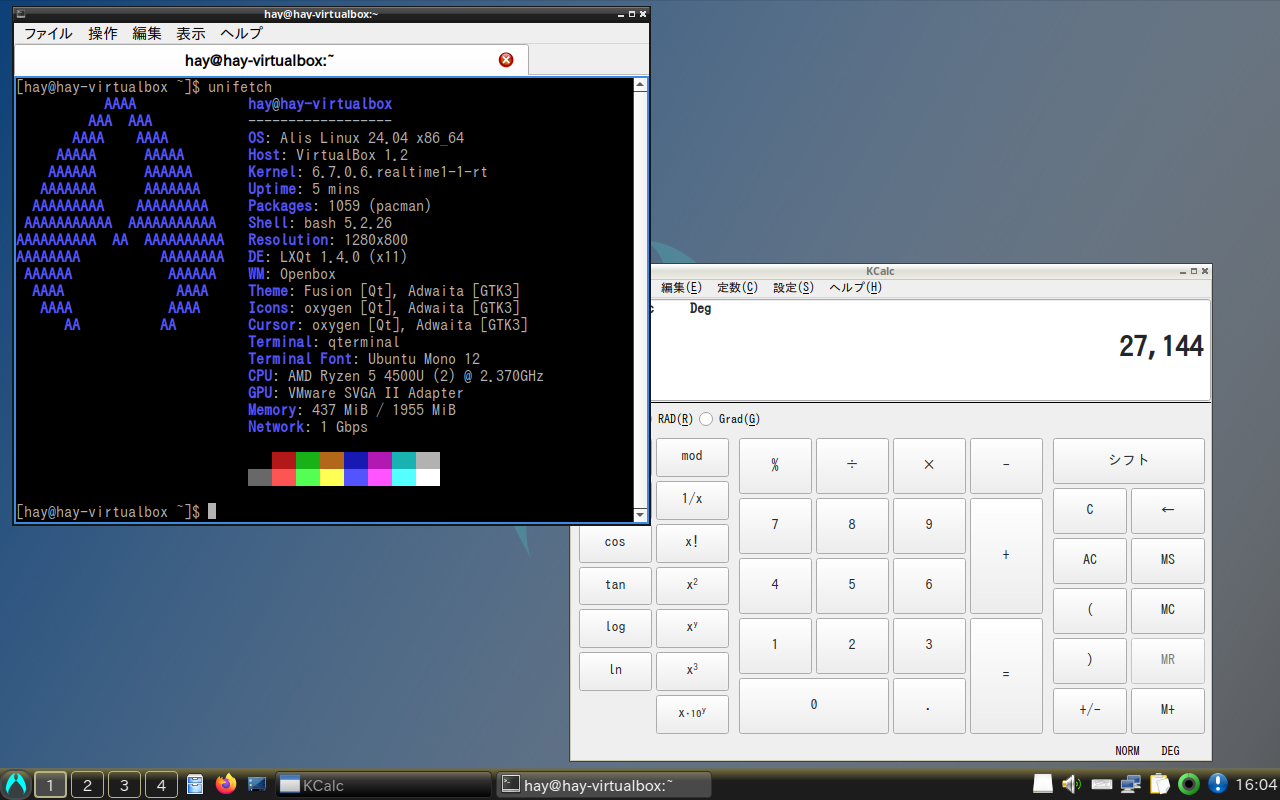 hay@hay-virtualbox:~
ファイル 操作 編集 表示 ヘルプ
hay@hay-virtualbox:~
[hay@hay-virtualbox ~]$ unifetch
AAAA
AAA  AAA
AAAA    AAAA
AAAAA      AAAAA
AAAAAA      AAAAAA
AAAAAAA      AAAAAAA
AAAAAAAAA    AAAAAAAAA
AAAAAAAAAAA  AAAAAAAAAAA
AAAAAAAAAA  AA  AAAAAAAAAA
AAAAAAAA          AAAAAAAA
AAAAAA            AAAAAA
AAAA              AAAA
AAAA            AAAA
AA          AA
hay@hay-virtualbox
------------------
OS: Alis Linux 24.04 x86_64
Host: VirtualBox 1.2
Kernel: 6.7.0.6.realtime1-1-rt
Uptime: 5 mins
Packages: 1059 (pacman)
Shell: bash 5.2.26
Resolution: 1280x800
DE: LXQt 1.4.0 (x11)
WM: Openbox
Theme: Fusion [Qt], Adwaita [GTK3]
Icons: oxygen [Qt], Adwaita [GTK3]
Cursor: oxygen [Qt], Adwaita [GTK3]
Terminal: qterminal
Terminal Font: Ubuntu Mono 12
CPU: AMD Ryzen 5 4500U (2) @ 2.370GHz
GPU: VMware SVGA II Adapter
Memory: 437 MiB / 1955 MiB
Network: 1 Gbps
[hay@hay-virtualbox ~]$
KCalc
編集(E) 定数(C) 設定(S) ヘルプ(H)
Deg
27,144
RAD(R) Grad(G)
mod % ÷ × - シフト
1/x 7 8 9 + C ←
cos x!
AC MS
tan x² 4 5 6
log xʸ ( MC
1 2 3 =
ln x³ ) MR
x·10ʸ 0 . +/- M+
NORM DEG
1 2 3 4 KCalc hay@hay-virtualbox:~ 16:04